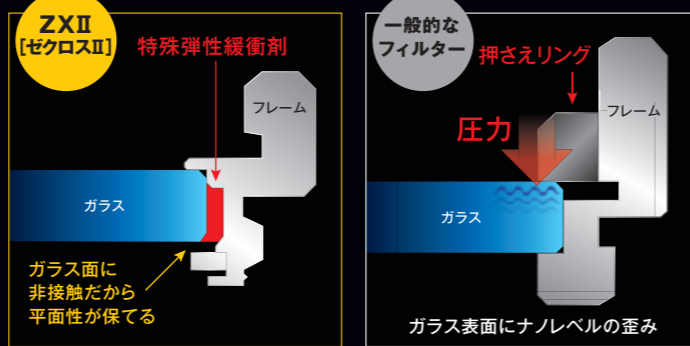 ZXⅡ
[ゼクロスⅡ]
特殊弾性緩衝剤
フレーム
ガラス
ガラス面に
非接触だから
平面性が保てる
一般的な
フィルター
押さえリング
圧力
フレーム
ガラス
ガラス表面にナノレベルの歪み